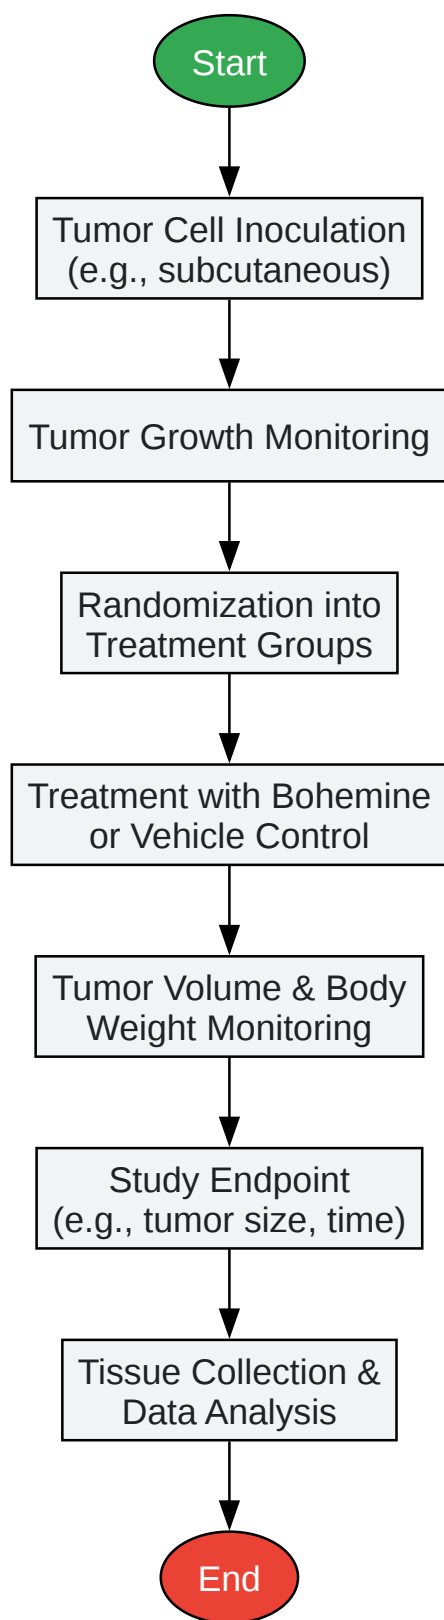 Start
Tumor Cell Inoculation
(e.g., subcutaneous)
Tumor Growth Monitoring
Randomization into
Treatment Groups
Treatment with Bohemine
or Vehicle Control
Tumor Volume & Body
Weight Monitoring
Study Endpoint
(e.g., tumor size, time)
Tissue Collection &
Data Analysis
End